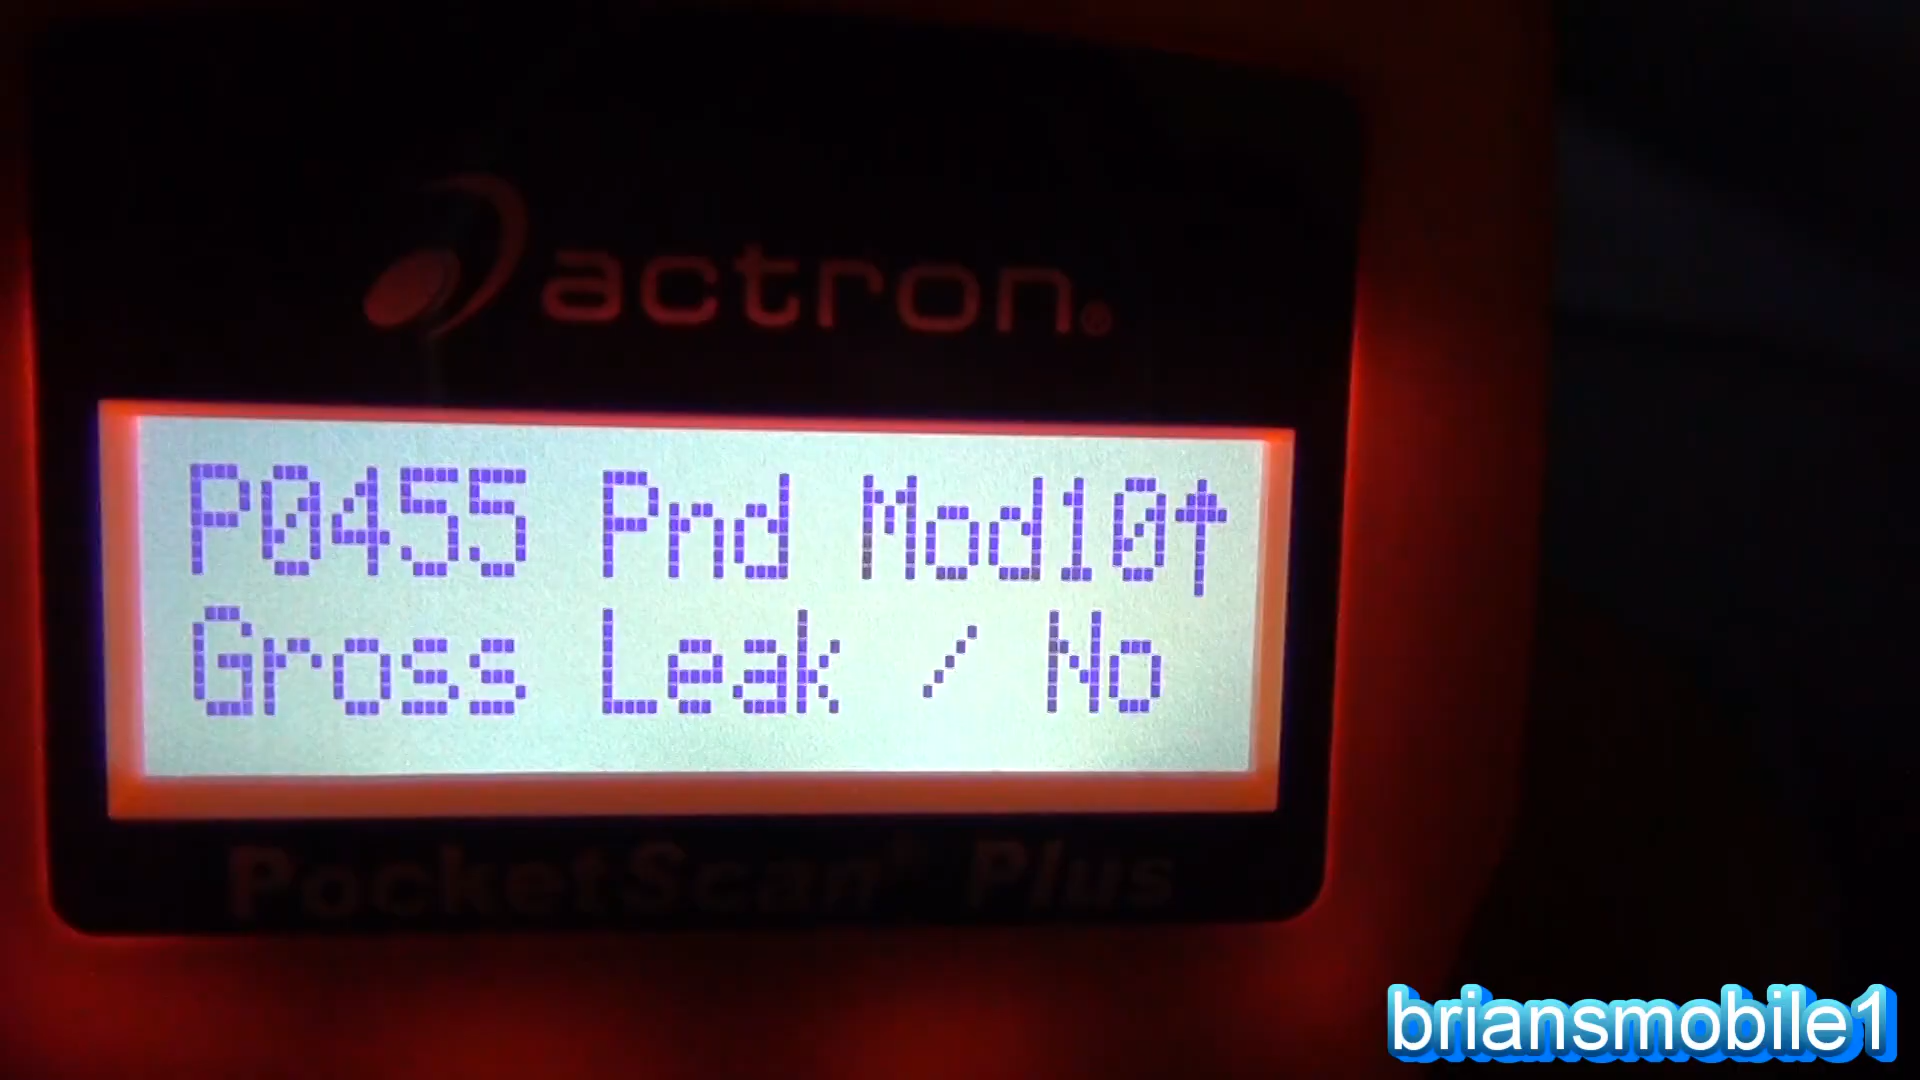 actron®
P0455 Pnd Mod10↑
Gross Leak / No
PocketScan® Plus
briansmobile1